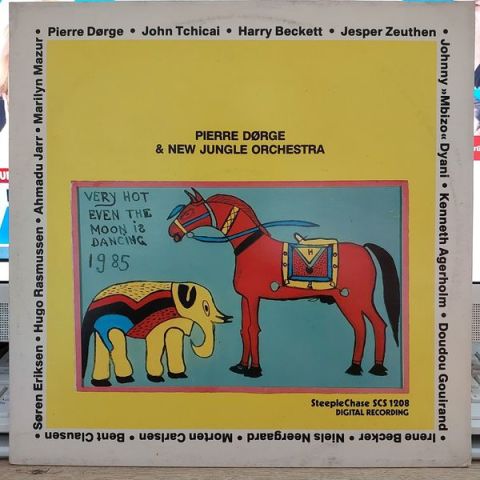 • Pierre Dørge • John Tchicai • Harry Beckett • Jesper Zeuthen •
Johnny »Mbizo« Dyani • Kenneth Agerholm • Doudou Gouirand •
Irene Becker • Niels Neergaard • Morten Carlsen • Bent Clausen •
Søren Eriksen • Hugo Rasmussen • Ahmadu Jarr • Marilyn Mazur
PIERRE DØRGE
& NEW JUNGLE ORCHESTRA
VERY HOT
EVEN THE
MOON is
DANCING
1985
H
SteepleChase SCS 1208
DIGITAL RECORDING